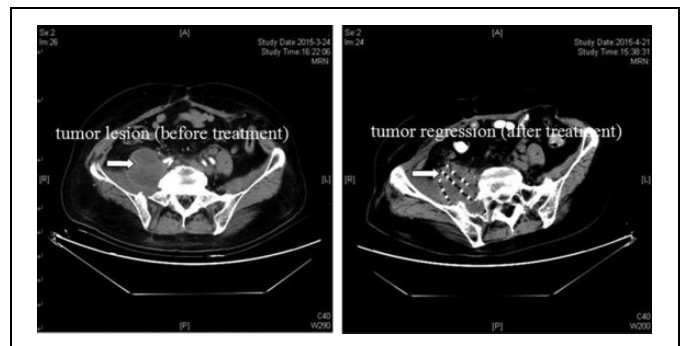 Se:2
Im:26
[A]
Study Date:2015-3-24
Study Time:16:22:06
MRN:
tumor lesion (before treatment)
[R]
[L]
C40
W290
[P]
Se:2
Im:24
[A]
Study Date:2015-4-21
Study Time:15:38:31
MRN:
tumor regression (after treatment)
[R]
[L]
C40
W200
[P]